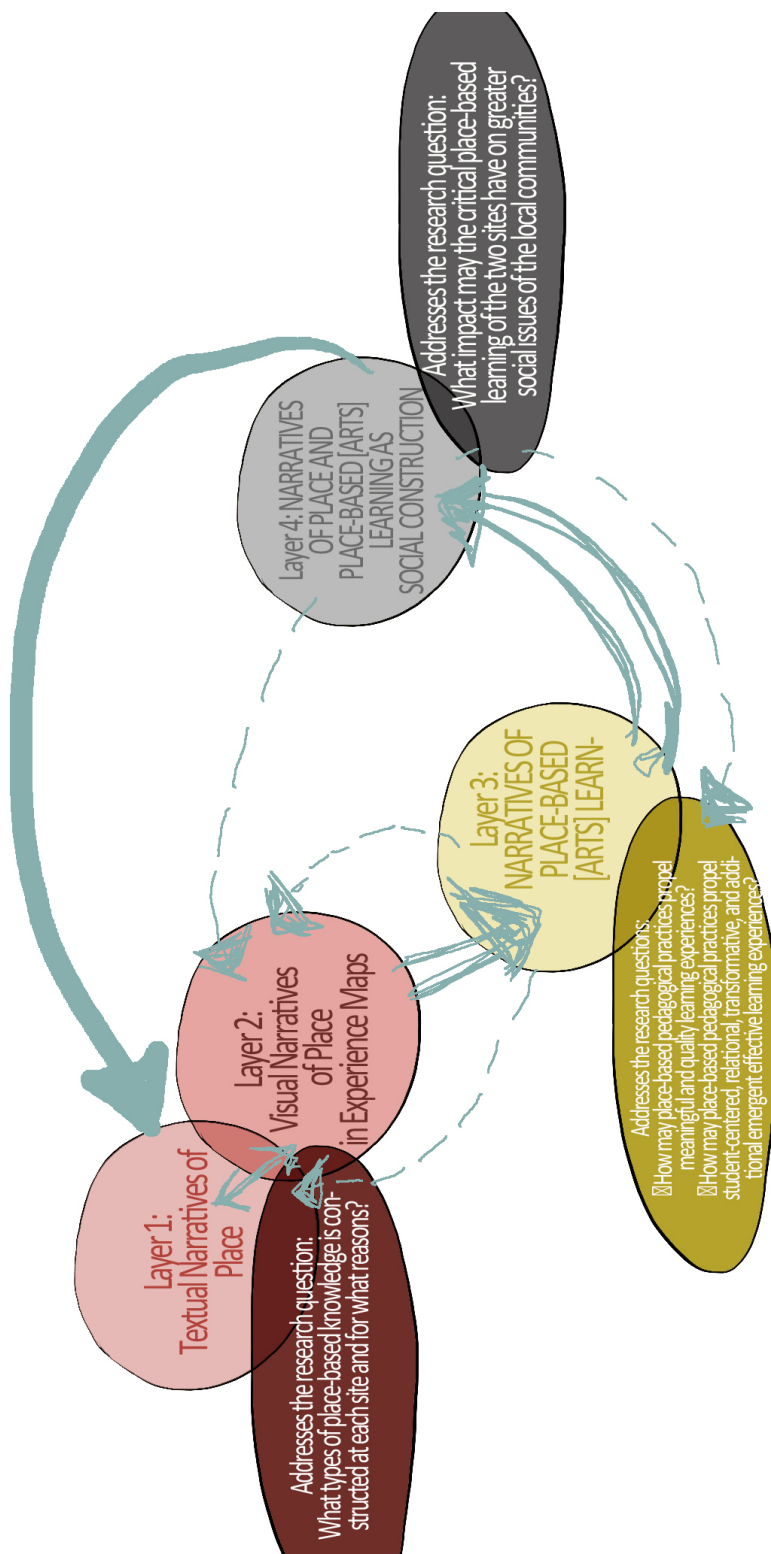 Layer 1:
Textual Narratives of
Place
Addresses the research question:
What types of place-based knowledge is con-
structed at each site and for what reasons?
Layer 2:
Visual Narratives
of Place
in Experience Maps
Layer 3:
NARRATIVES OF
PLACE-BASED
[ARTS] LEARN-
Addresses the research questions:
How may place-based pedagogical practices propel
meaningful and quality learning experiences?
How may place-based pedagogical practices propel
student-centered, relational, transformative, and addi-
tional emergent effective learning experiences?
Layer 4: NARRATIVES
OF PLACE AND
PLACE-BASED [ARTS]
LEARNING AS
SOCIAL CONSTRUCTION
Addresses the research question:
What impact may the critical place-based
learning of the two sites have on greater
social issues of the local communities?